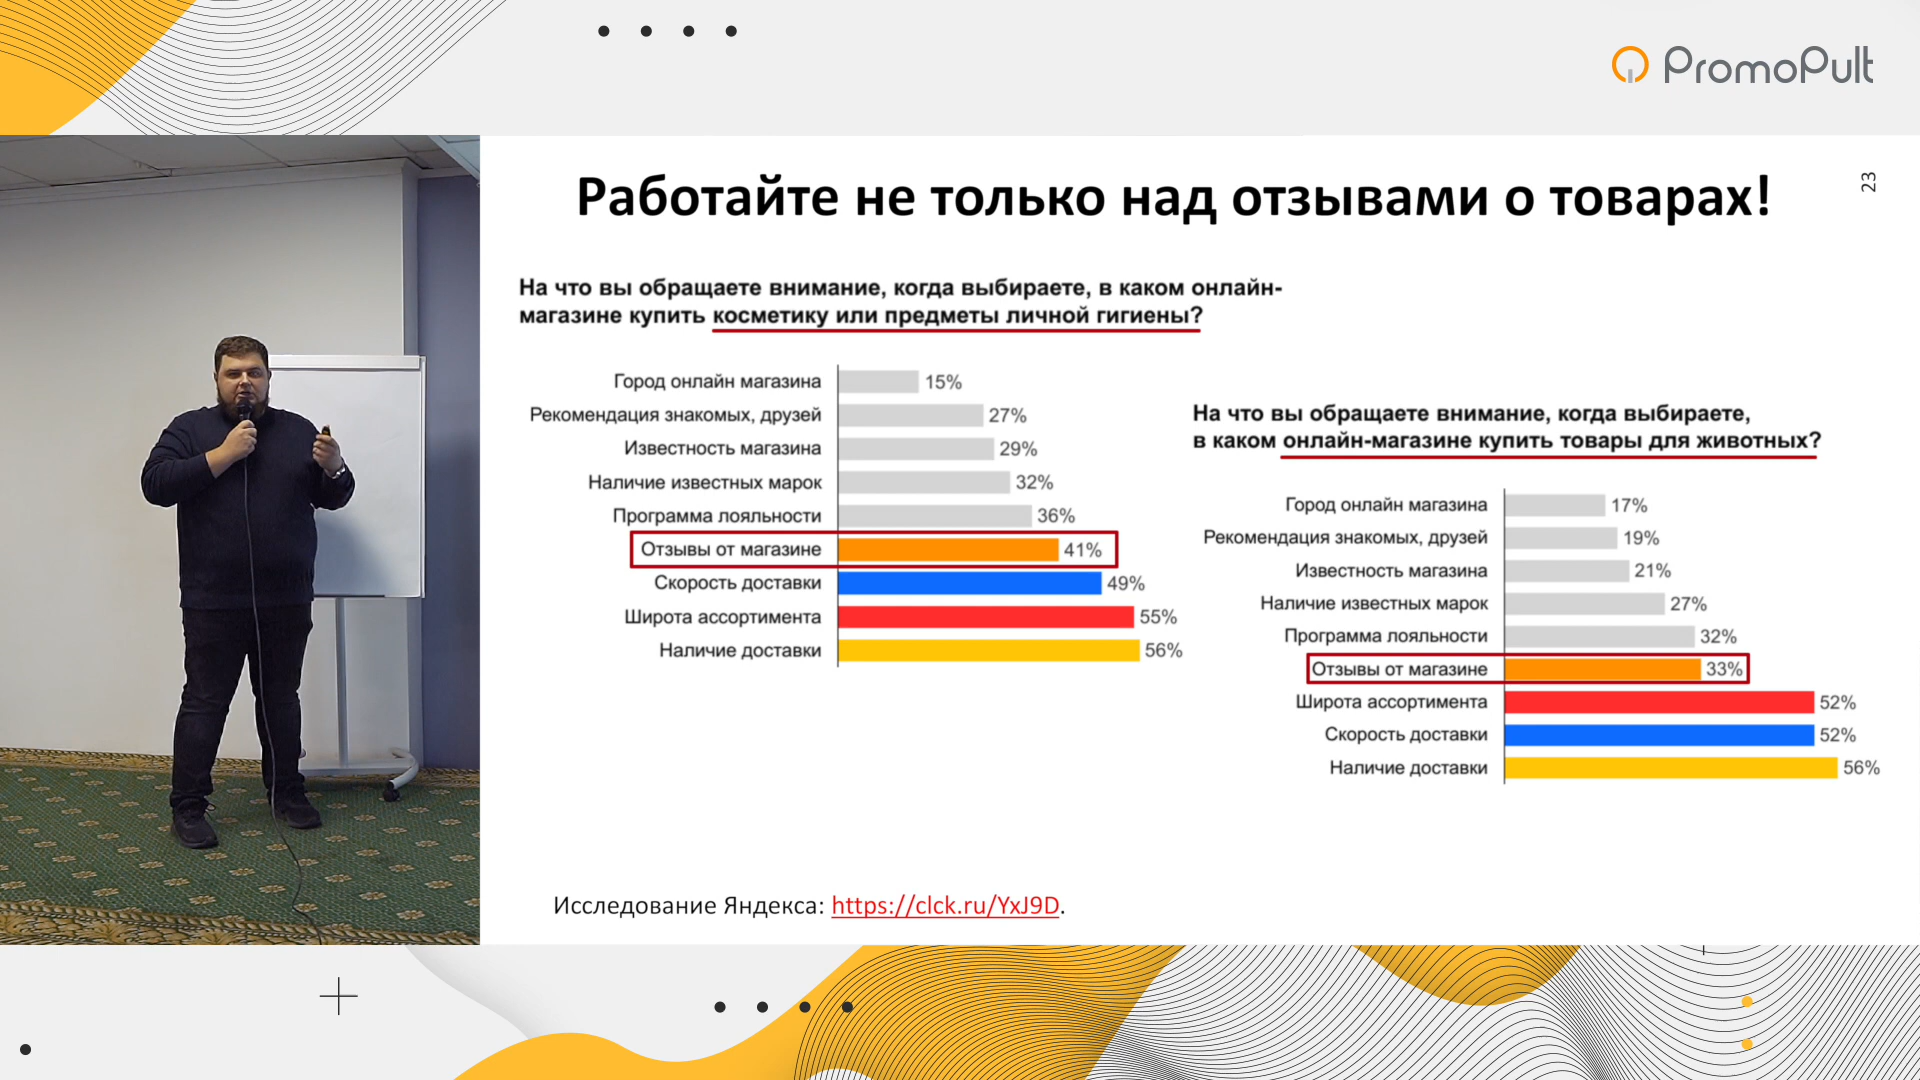 PromoPult
Работайте не только над отзывами о товарах!
23
На что вы обращаете внимание, когда выбираете, в каком онлайн-
магазине купить косметику или предметы личной гигиены?
Город онлайн магазина 15%
Рекомендация знакомых, друзей 27%
Известность магазина 29%
Наличие известных марок 32%
Программа лояльности 36%
Отзывы от магазине 41%
Скорость доставки 49%
Широта ассортимента 55%
Наличие доставки 56%
На что вы обращаете внимание, когда выбираете,
в каком онлайн-магазине купить товары для животных?
Город онлайн магазина 17%
Рекомендация знакомых, друзей 19%
Известность магазина 21%
Наличие известных марок 27%
Программа лояльности 32%
Отзывы от магазине 33%
Широта ассортимента 52%
Скорость доставки 52%
Наличие доставки 56%
Исследование Яндекса: https://clck.ru/YxJ9D.